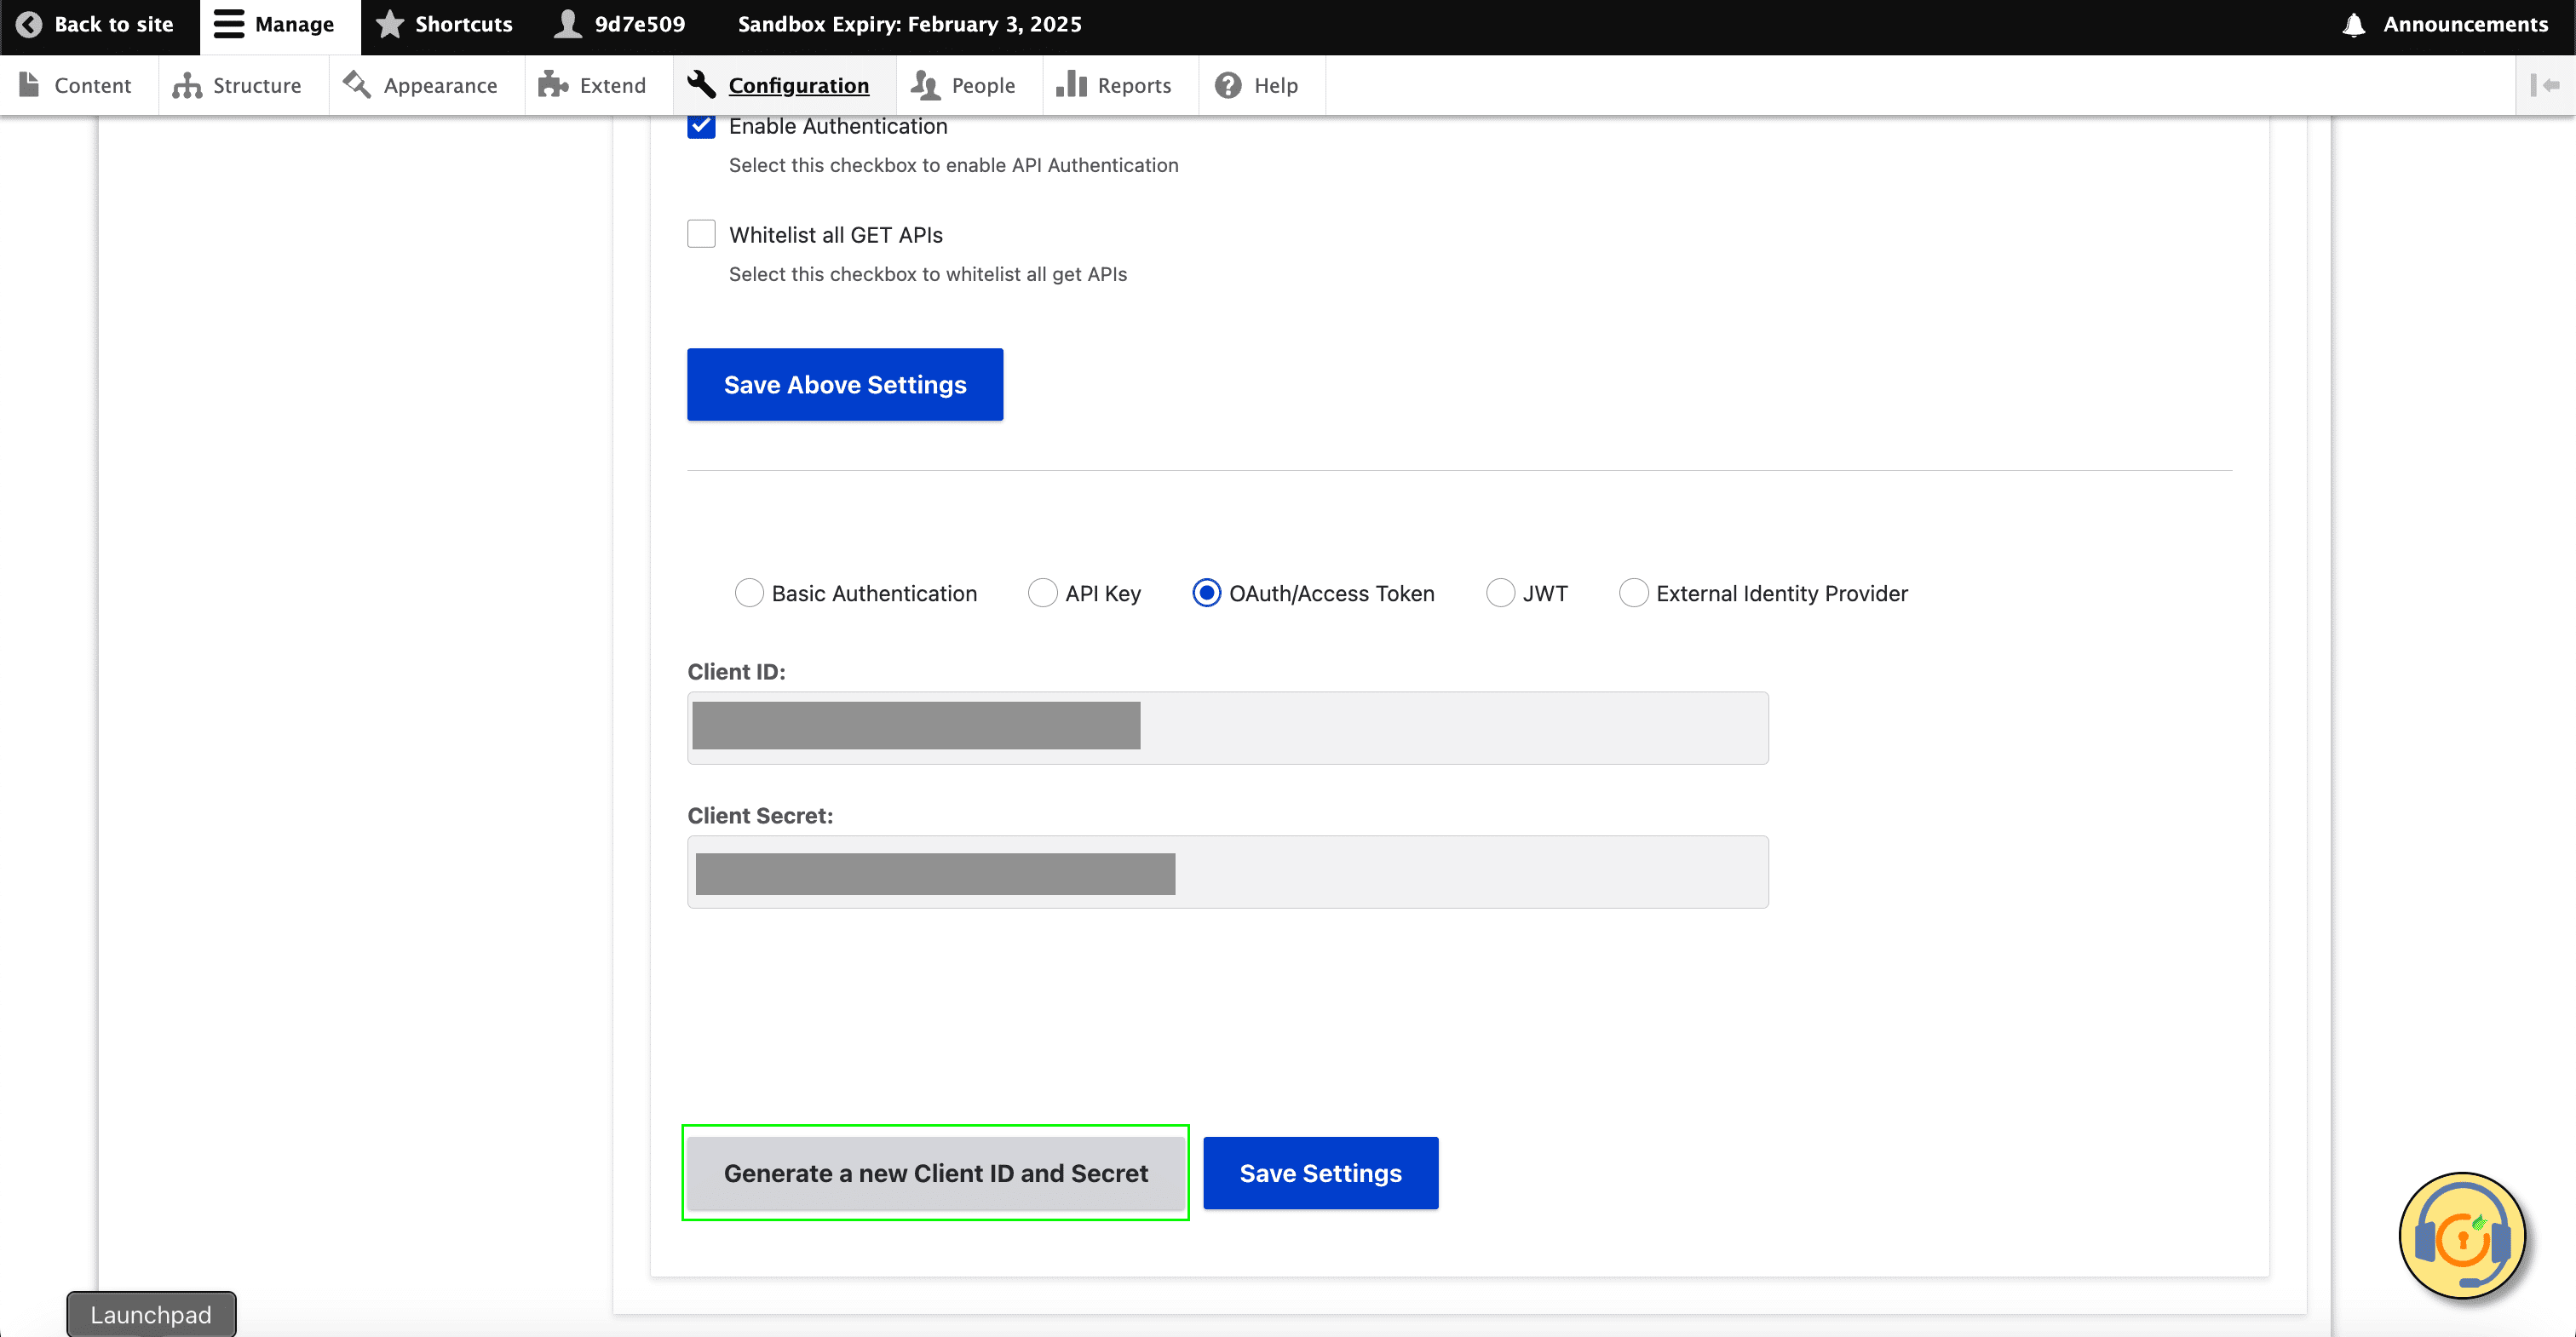 Back to site Manage Shortcuts 9d7e509 Sandbox Expiry: February 3, 2025 Announcements
Content Structure Appearance Extend Configuration People Reports Help
Enable Authentication
Select this checkbox to enable API Authentication
Whitelist all GET APIs
Select this checkbox to whitelist all get APIs
Save Above Settings
Basic Authentication API Key OAuth/Access Token JWT External Identity Provider
Client ID:
Client Secret:
Generate a new Client ID and Secret Save Settings
Launchpad